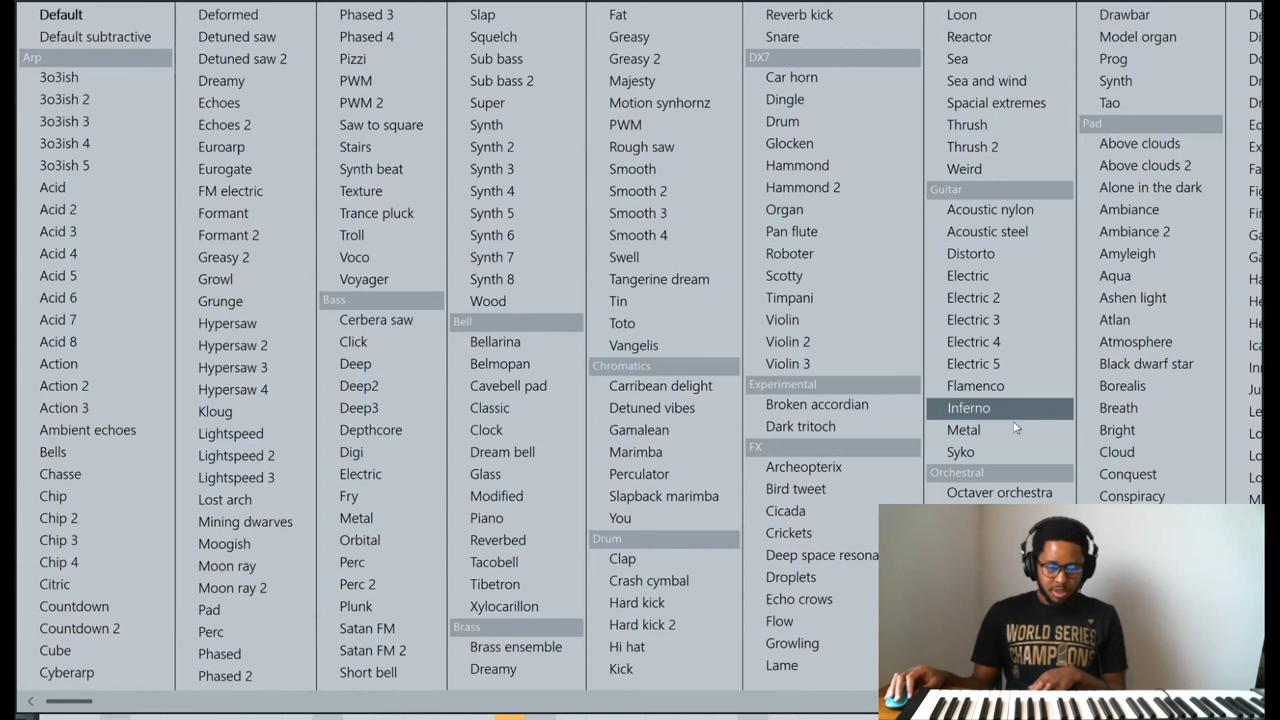 Default
Default subtractive
Arp
3o3ish
3o3ish 2
3o3ish 3
3o3ish 4
3o3ish 5
Acid
Acid 2
Acid 3
Acid 4
Acid 5
Acid 6
Acid 7
Acid 8
Action
Action 2
Action 3
Ambient echoes
Bells
Chasse
Chip
Chip 2
Chip 3
Chip 4
Citric
Countdown
Countdown 2
Cube
Cyberarp
Deformed
Detuned saw
Detuned saw 2
Dreamy
Echoes
Echoes 2
Euroarp
Eurogate
FM electric
Formant
Formant 2
Greasy 2
Growl
Grunge
Hypersaw
Hypersaw 2
Hypersaw 3
Hypersaw 4
Kloug
Lightspeed
Lightspeed 2
Lightspeed 3
Lost arch
Mining dwarves
Moogish
Moon ray
Moon ray 2
Pad
Perc
Phased
Phased 2
Phased 3
Phased 4
Pizzi
PWM
PWM 2
Saw to square
Stairs
Synth beat
Texture
Trance pluck
Troll
Voco
Voyager
Bass
Cerbera saw
Click
Deep
Deep2
Deep3
Depthcore
Digi
Electric
Fry
Metal
Orbital
Perc
Perc 2
Plunk
Satan FM
Satan FM 2
Short bell
Slap
Squelch
Sub bass
Sub bass 2
Super
Synth
Synth 2
Synth 3
Synth 4
Synth 5
Synth 6
Synth 7
Synth 8
Wood
Bell
Bellarina
Belmopan
Cavebell pad
Classic
Clock
Dream bell
Glass
Modified
Piano
Reverbed
Tacobell
Tibetron
Xylocarillon
Brass
Brass ensemble
Dreamy
Fat
Greasy
Greasy 2
Majesty
Motion synhornz
PWM
Rough saw
Smooth
Smooth 2
Smooth 3
Smooth 4
Swell
Tangerine dream
Tin
Toto
Vangelis
Chromatics
Carribean delight
Detuned vibes
Gamalean
Marimba
Perculator
Slapback marimba
You
Drum
Clap
Crash cymbal
Hard kick
Hard kick 2
Hi hat
Kick
Reverb kick
Snare
DX7
Car horn
Dingle
Drum
Glocken
Hammond
Hammond 2
Organ
Pan flute
Roboter
Scotty
Timpani
Violin
Violin 2
Violin 3
Experimental
Broken accordian
Dark tritoch
FX
Archeopterix
Bird tweet
Cicada
Crickets
Deep space resona
Droplets
Echo crows
Flow
Growling
Lame
Loon
Reactor
Sea
Sea and wind
Spacial extremes
Thrush
Thrush 2
Weird
Guitar
Acoustic nylon
Acoustic steel
Distorto
Electric
Electric 2
Electric 3
Electric 4
Electric 5
Flamenco
Inferno
Metal
Syko
Orchestral
Octaver orchestra
Drawbar
Model organ
Prog
Synth
Tao
Pad
Above clouds
Above clouds 2
Alone in the dark
Ambiance
Ambiance 2
Amyleigh
Aqua
Ashen light
Atlan
Atmosphere
Black dwarf star
Borealis
Breath
Bright
Cloud
Conquest
Conspiracy
WORLD SERIES
CHAMPIONS